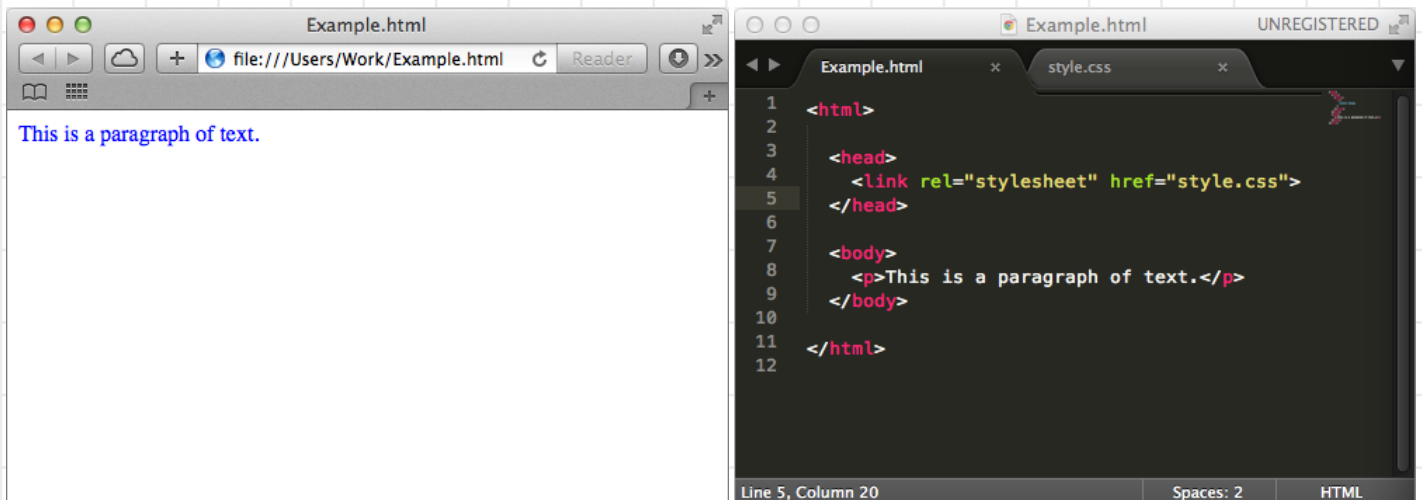 Example.html
file:///Users/Work/Example.html
Reader
This is a paragraph of text.
Example.html
UNREGISTERED
Example.html
style.css
1 <html>
2
3 <head>
4 <link rel="stylesheet" href="style.css">
5 </head>
6
7 <body>
8 <p>This is a paragraph of text.</p>
9 </body>
10
11 </html>
12
Line 5, Column 20
Spaces: 2
HTML